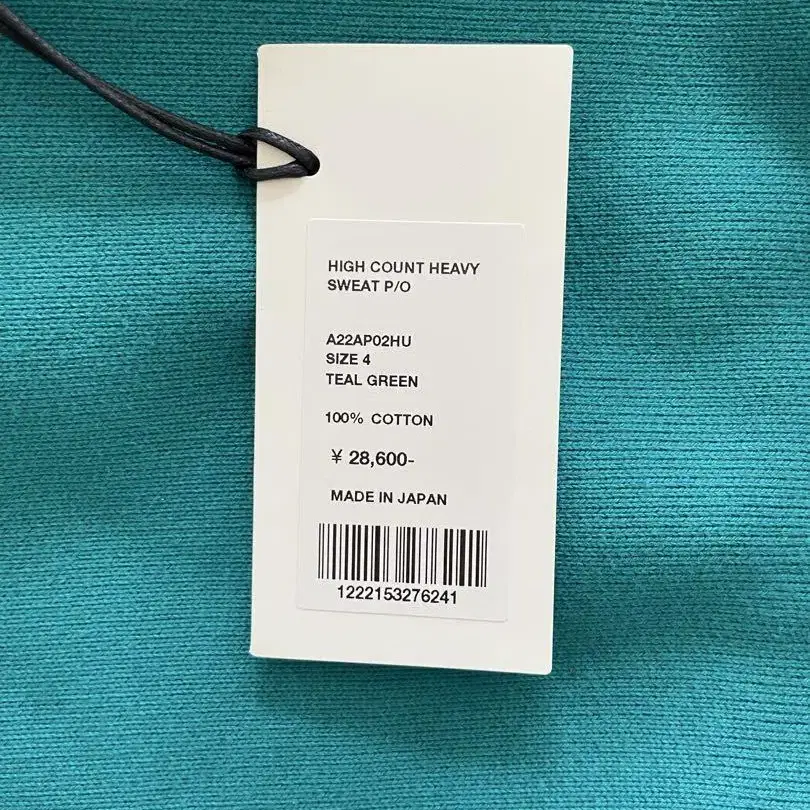 HIGH COUNT HEAVY
SWEAT P/O
A22AP02HU
SIZE 4
TEAL GREEN
100% COTTON
¥ 28,600-
MADE IN JAPAN
1222153276241